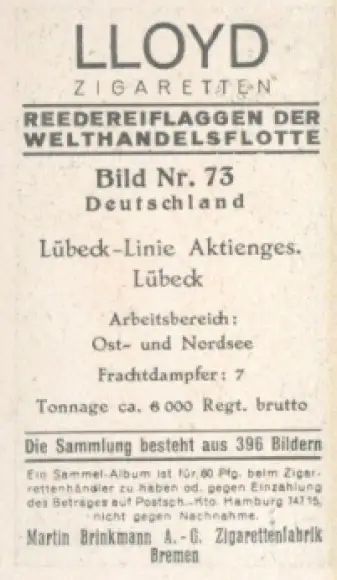 LLOYD
ZIGARETTEN
REEDEREIFLAGGEN DER
WELTHANDELSFLOTTE
Bild Nr. 73
Deutschland
Lübeck-Linie Aktienges.
Lübeck
Arbeitsbereich:
Ost- und Nordsee
Frachtdampfer: 7
Tonnage ca. 6 000 Regt. brutto
Die Sammlung besteht aus 396 Bildern
Ein Sammel-Album ist für 60 Pfg. beim Zigar-
rettenhändler zu haben od. gegen Einzahlung
des Betrages auf Postsch.-Kto. Hamburg 14715,
nicht gegen Nachnahme.
Martin Brinkmann A.-G. Zigarettenfabrik
Bremen